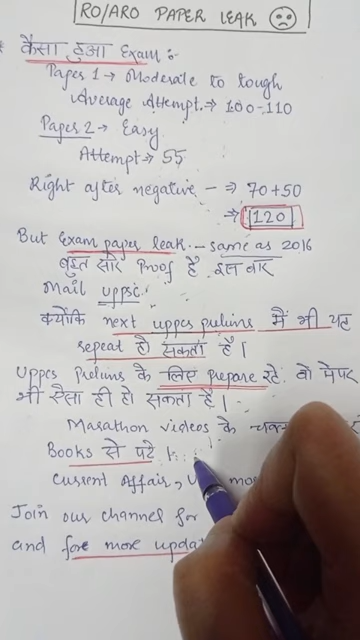 RO/ARO PAPER LEAK
कैसा हुआ Exam :-
Paper 1 → Moderate to tough
Average Attempt ⇒ 100-110
Paper 2 → Easy
Attempt → 55
Right after negative - ⇒ 70+50
⇒ 120
But Exam paper leak - same as 2016
बहुत सारे Proof है इस बार
Mail UPPSC
क्योंकि next uppcs prelims में भी यह
repeat हो सकता है।
Uppcs Prelims के लिए prepare रहे. वो पेपर
भी ऐसा ही हो सकता है।
Marathon videos के
Books से पढे
Current Affair,
Join our channel for
and for more